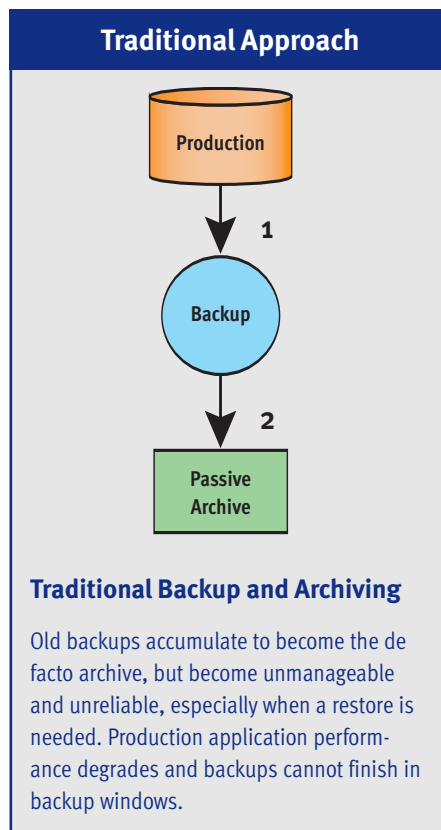 Traditional Approach
Production
1
Backup
2
Passive
Archive
Traditional Backup and Archiving
Old backups accumulate to become the de
facto archive, but become unmanageable
and unreliable, especially when a restore is
needed. Production application perform-
ance degrades and backups cannot finish in
backup windows.